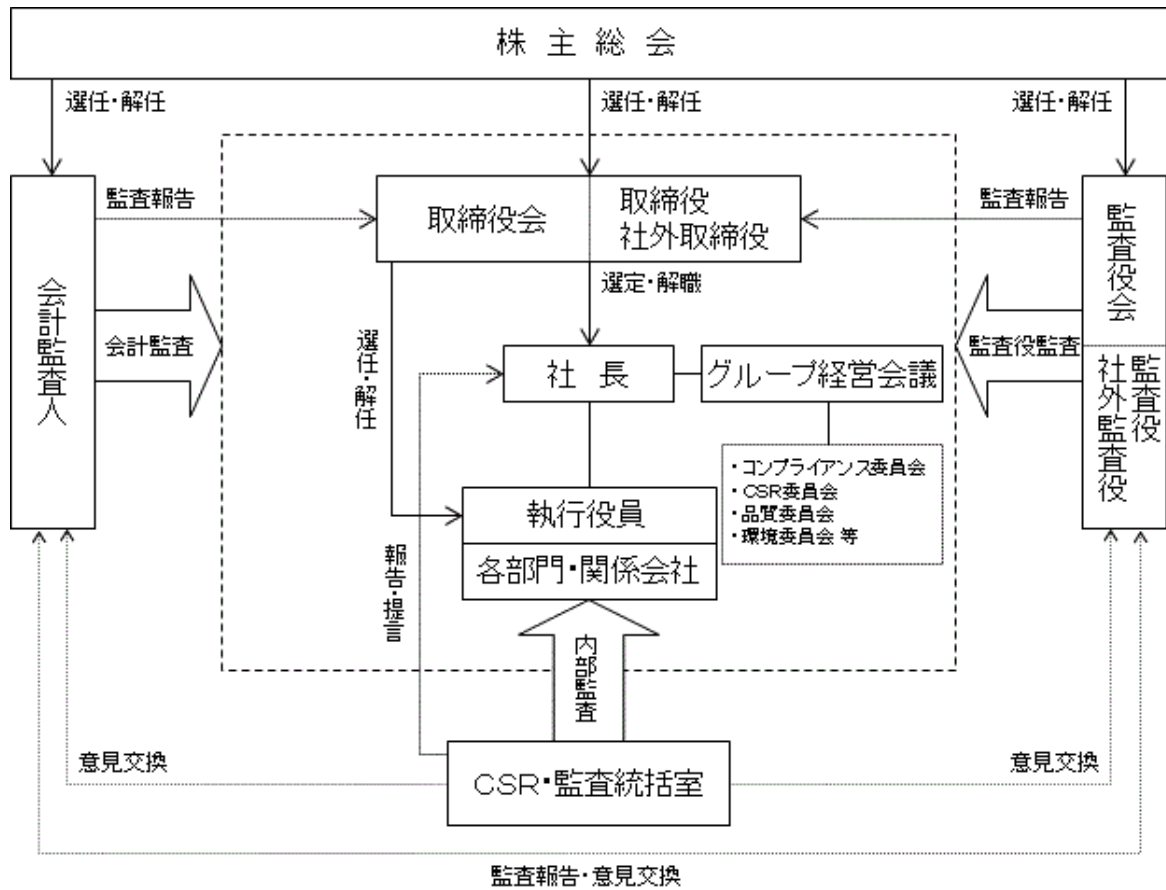 株主総会
選任・解任
選任・解任
選任・解任
監査報告
取締役会
取締役
社外取締役
監査報告
会計監査人
会計監査
選任・解任
選定・解職
監査役監査
監査役会
監査役
社外監査役
社長
グループ経営会議
・コンプライアンス委員会
・CSR委員会
・品質委員会
・環境委員会 等
執行役員
各部門・関係会社
報告・提言
内部監査
意見交換
CSR・監査統括室
意見交換
監査報告・意見交換